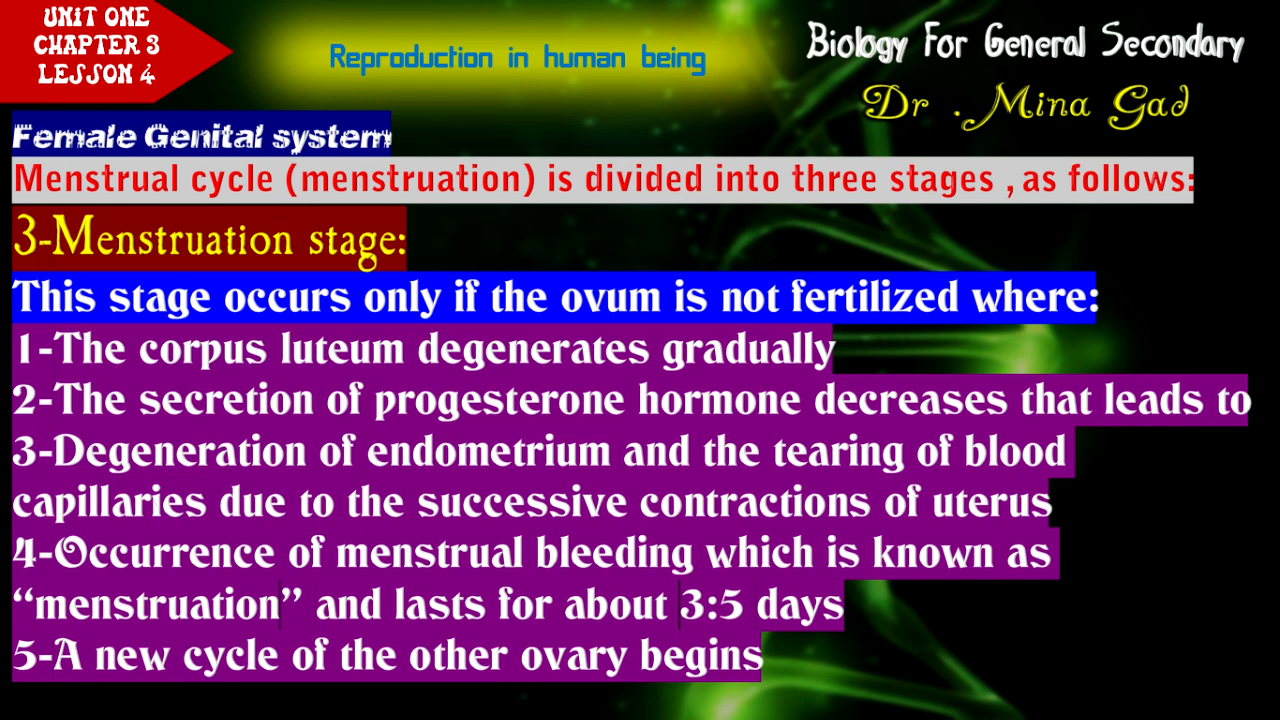 UNIT ONE
CHAPTER 3
LESSON 4
Reproduction in human being
Biology For General Secondary
Dr . Mina Gad
Female Genital system
Menstrual cycle (menstruation) is divided into three stages , as follows:
3-Menstruation stage:
This stage occurs only if the ovum is not fertilized where:
1-The corpus luteum degenerates gradually
2-The secretion of progesterone hormone decreases that leads to
3-Degeneration of endometrium and the tearing of blood
capillaries due to the successive contractions of uterus
4-Occurrence of menstrual bleeding which is known as
“menstruation” and lasts for about 3:5 days
5-A new cycle of the other ovary begins